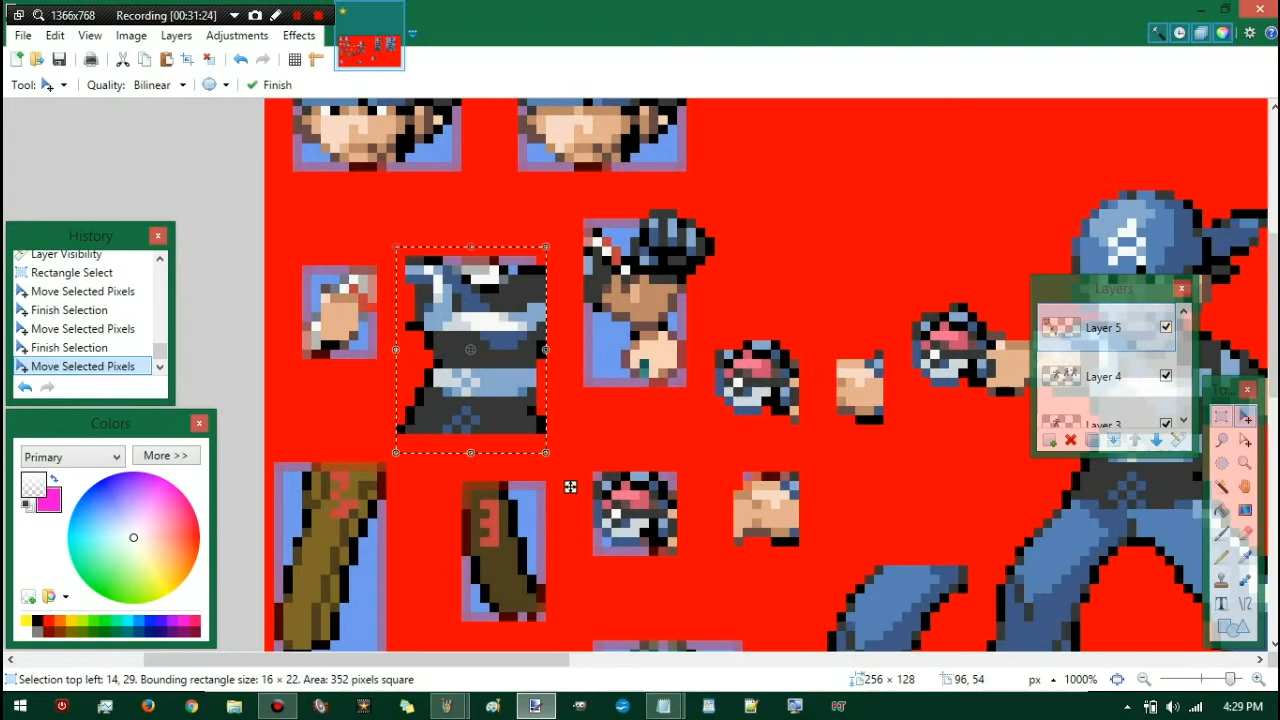 1366x768 Recording [00:31:24]
File Edit View Image Layers Adjustments Effects
Tool: Quality: Bilinear Finish
History
Layer Visibility
Rectangle Select
Move Selected Pixels
Finish Selection
Move Selected Pixels
Finish Selection
Move Selected Pixels
Colors
Primary More >>
Layers
Layer 5
Layer 4
Layer 3
To...
Selection top left: 14, 29. Bounding rectangle size: 16 × 22. Area: 352 pixels square
256 × 128 96, 54 px 1000%
4:29 PM